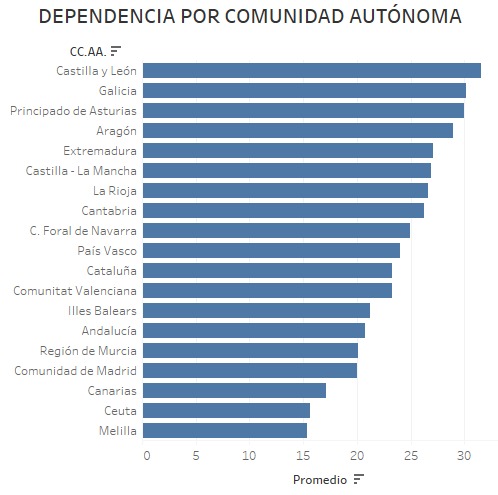 DEPENDENCIA POR COMUNIDAD AUTÓNOMA
CC.AA.
Castilla y León
Galicia
Principado de Asturias
Aragón
Extremadura
Castilla - La Mancha
La Rioja
Cantabria
C. Foral de Navarra
País Vasco
Cataluña
Comunitat Valenciana
Illes Balears
Andalucía
Región de Murcia
Comunidad de Madrid
Canarias
Ceuta
Melilla
0 5 10 15 20 25 30
Promedio